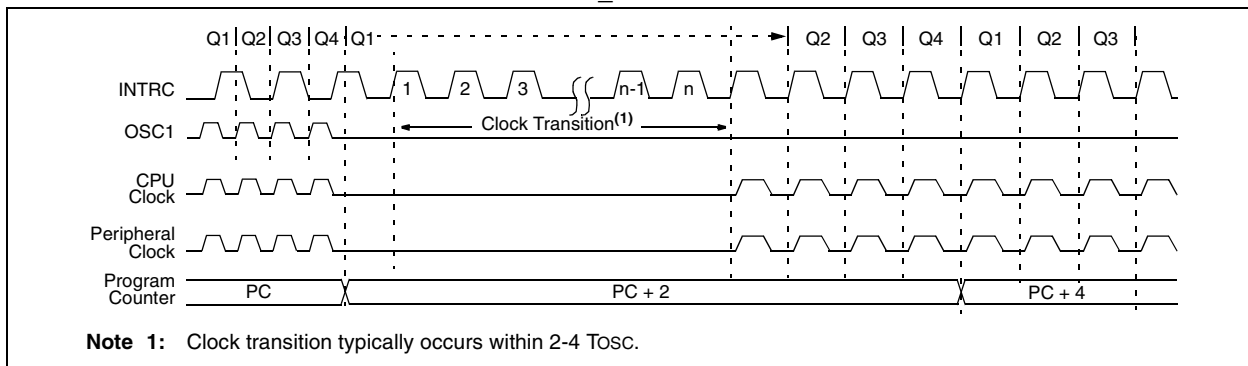 Q1 Q2 Q3 Q4 Q1 Q2 Q3 Q4 Q1 Q2 Q3
INTRC 1 2 3 n-1 n
OSC1 Clock Transition(1)
CPU
Clock
Peripheral
Clock
Program
Counter PC PC + 2 PC + 4
Note 1: Clock transition typically occurs within 2-4 TOSC.